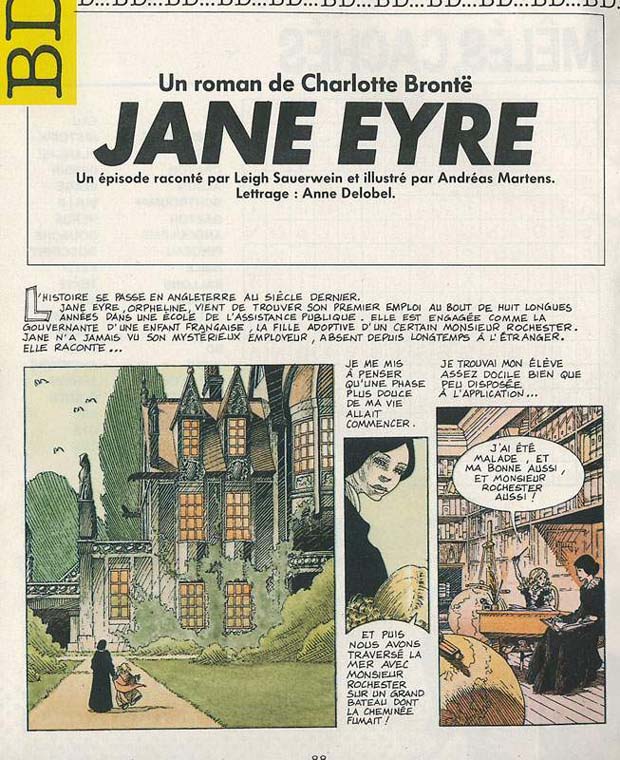 D...BD...BD...BD...BD...BD...BD...BD...BD...BD...BD...BD
BD
Un roman de Charlotte Brontë
JANE EYRE
Un épisode raconté par Leigh Sauerwein et illustré par Andréas Martens.
Lettrage : Anne Delobel.
L'HISTOIRE SE PASSE EN ANGLETERRE AU SIÈCLE DERNIER.
JANE EYRE, ORPHELINE, VIENT DE TROUVER SON PREMIER EMPLOI AU BOUT DE HUIT LONGUES
ANNÉES DANS UNE ÉCOLE DE L'ASSISTANCE PUBLIQUE. ELLE EST ENGAGÉE COMME LA
GOUVERNANTE D'UNE ENFANT FRANÇAISE, LA FILLE ADOPTIVE D'UN CERTAIN MONSIEUR ROCHESTER.
JANE N'A JAMAIS VU SON MYSTÉRIEUX EMPLOYEUR, ABSENT DEPUIS LONGTEMPS À L'ÉTRANGER.
ELLE RACONTE...
JE ME MIS
À PENSER
QU'UNE PHASE
PLUS DOUCE
DE MA VIE
ALLAIT
COMMENCER.
ET PUIS
NOUS AVONS
TRAVERSÉ LA
MER AVEC
MONSIEUR
ROCHESTER
SUR UN GRAND
BATEAU DONT
LA CHEMINÉE
FUMAIT !
JE TROUVAI MON ÉLÈVE
ASSEZ DOCILE BIEN QUE
PEU DISPOSÉE
À L'APPLICATION...
J'AI ÉTÉ
MALADE, ET
MA BONNE AUSSI,
ET MONSIEUR
ROCHESTER
AUSSI !
88